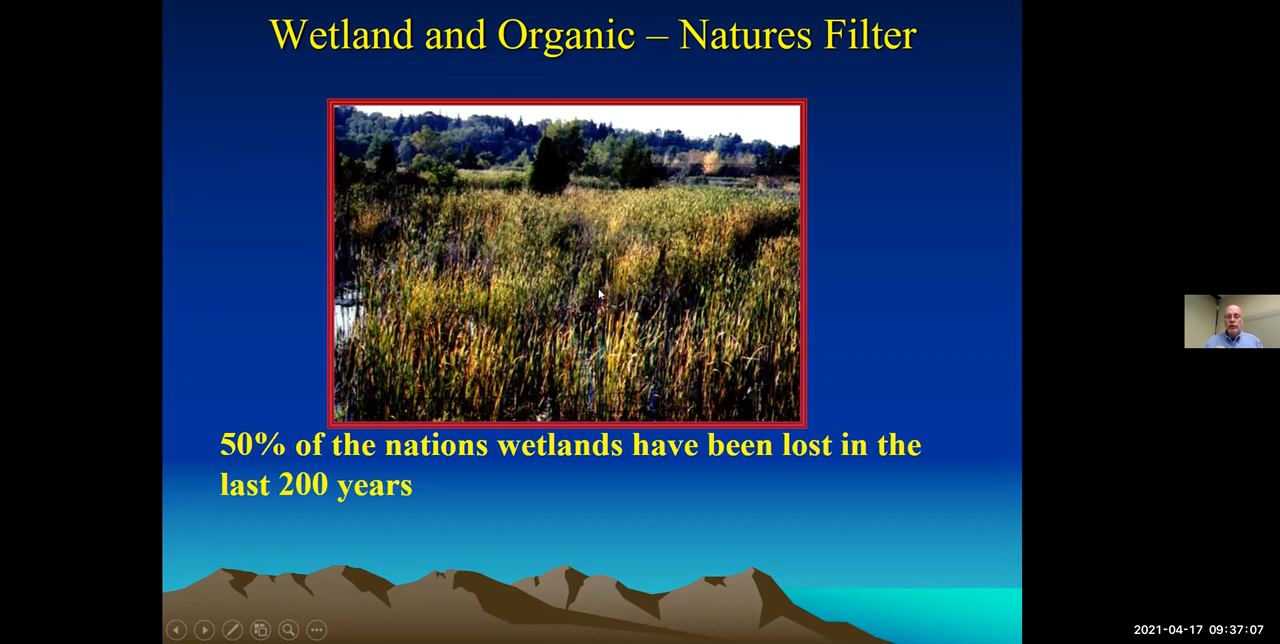 Wetland and Organic – Natures Filter
50% of the nations wetlands have been lost in the
last 200 years
2021-04-17 09:37:07